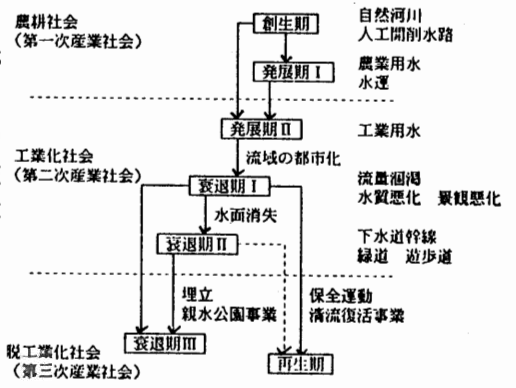 農耕社会
(第一次産業社会)
創生期
自然河川
人工開削水路
発展期Ⅰ
農業用水
水運
発展期Ⅱ
工業用水
工業化社会
(第二次産業社会)
流域の都市化
衰退期Ⅰ
流量涸渇
水質悪化 景観悪化
水面消失
衰退期Ⅱ
下水道幹線
緑道 遊歩道
埋立
親水公園事業
保全運動
清流復活事業
衰退期Ⅲ
再生期
脱工業化社会
(第三次産業社会)